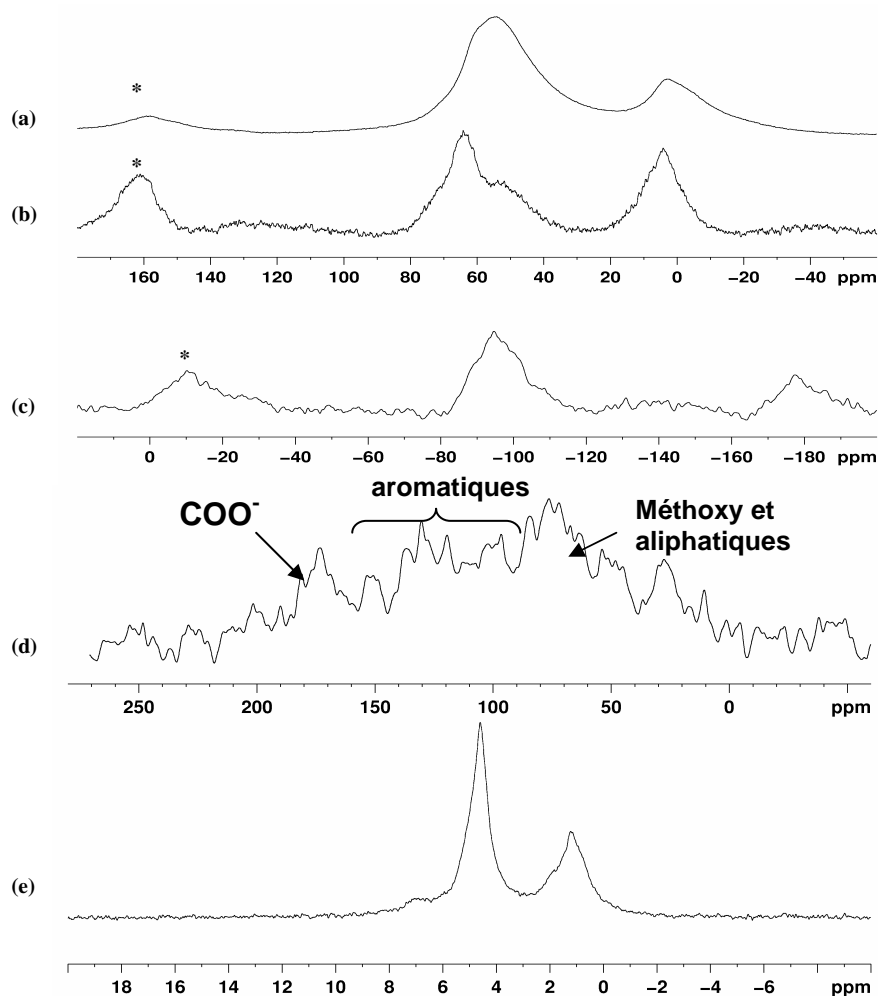 *
(a)
*
(b)
160 140 120 100 80 60 40 20 0 −20 −40 ppm
*
(c)
0 −20 −40 −60 −80 −100 −120 −140 −160 −180 ppm
aromatiques
COO⁻
Méthoxy et
aliphatiques
(d)
250 200 150 100 50 0 ppm
(e)
18 16 14 12 10 8 6 4 2 0 −2 −4 −6 ppm